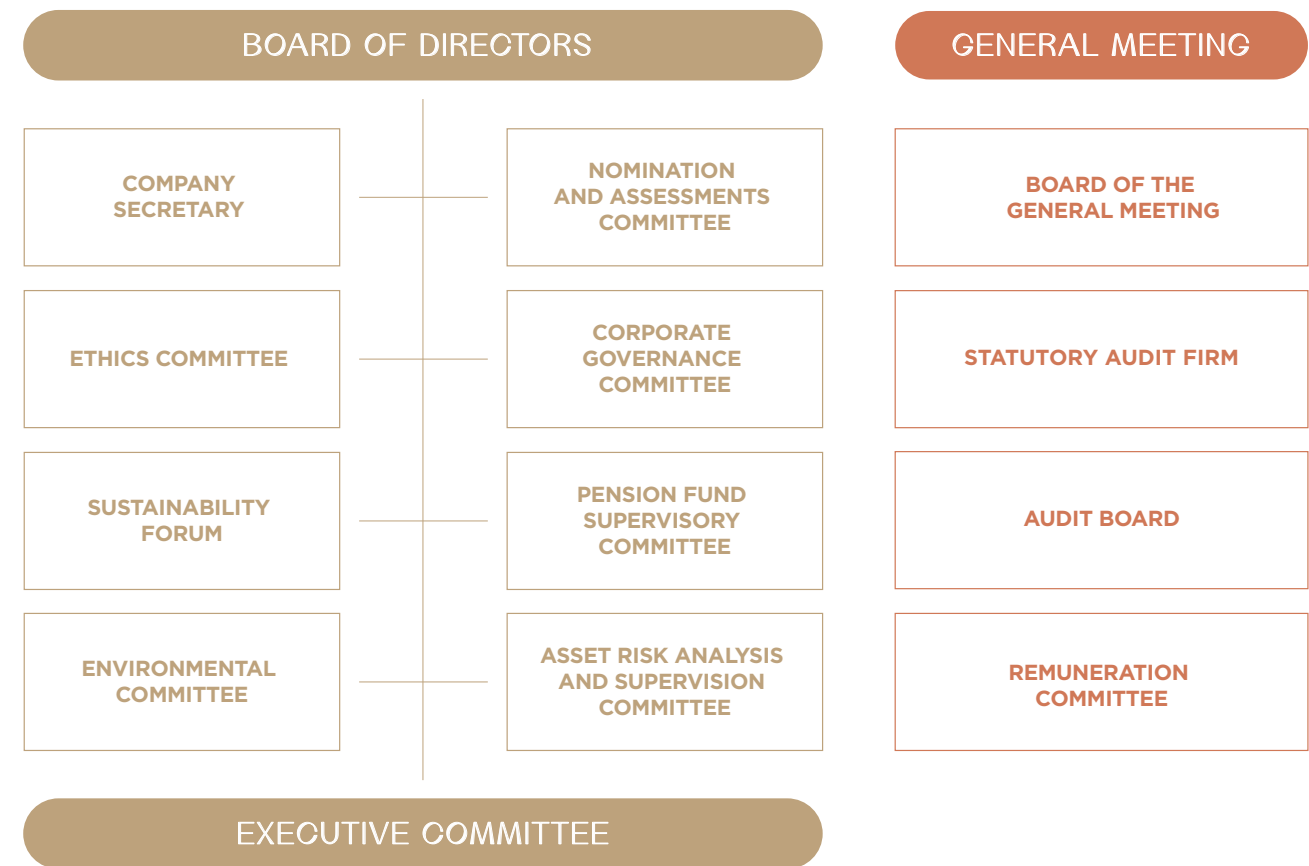 BOARD OF DIRECTORS
GENERAL MEETING
COMPANY
SECRETARY
NOMINATION
AND ASSESSMENTS
COMMITTEE
BOARD OF THE
GENERAL MEETING
ETHICS COMMITTEE
CORPORATE
GOVERNANCE
COMMITTEE
STATUTORY AUDIT FIRM
SUSTAINABILITY
FORUM
PENSION FUND
SUPERVISORY
COMMITTEE
AUDIT BOARD
ENVIRONMENTAL
COMMITTEE
ASSET RISK ANALYSIS
AND SUPERVISION
COMMITTEE
REMUNERATION
COMMITTEE
EXECUTIVE COMMITTEE